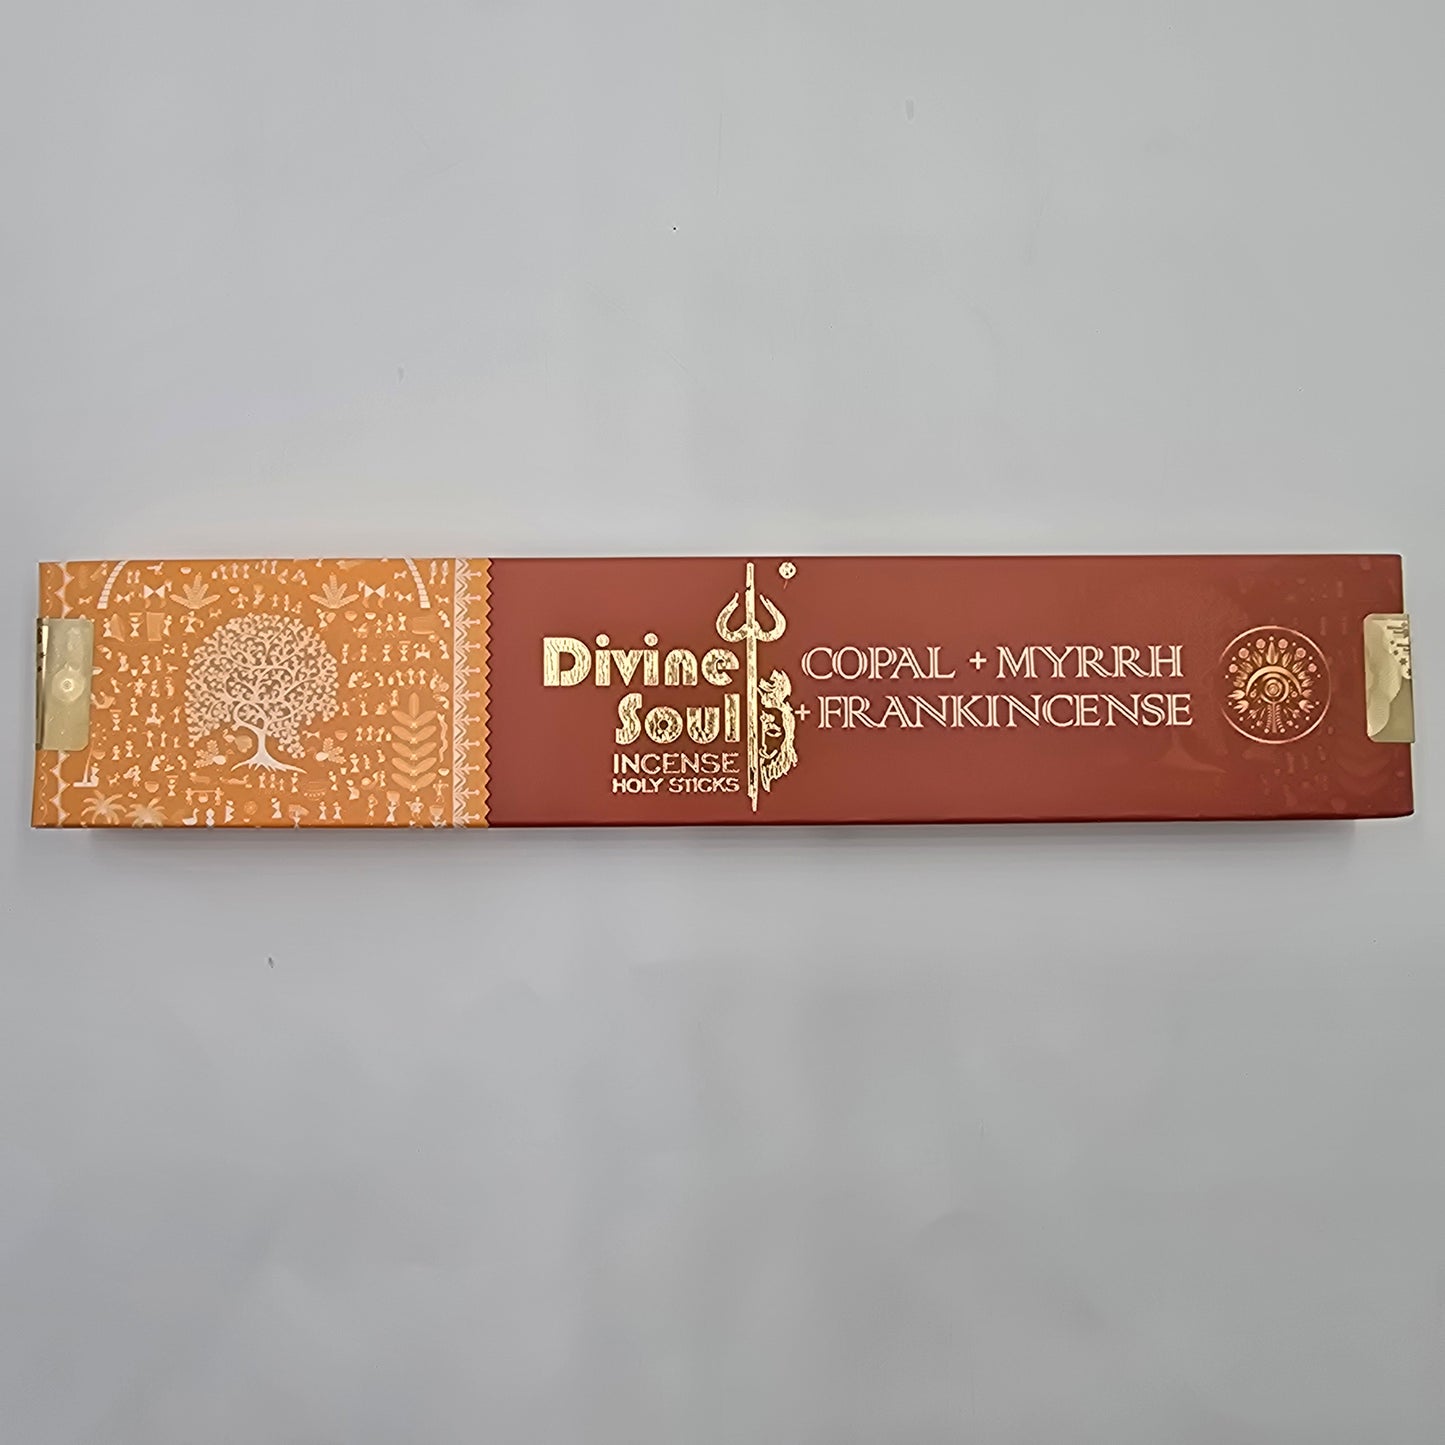 Divine
Soul
INCENSE
HOLY STICKS
COPAL + MYRRH
+ FRANKINCENSE